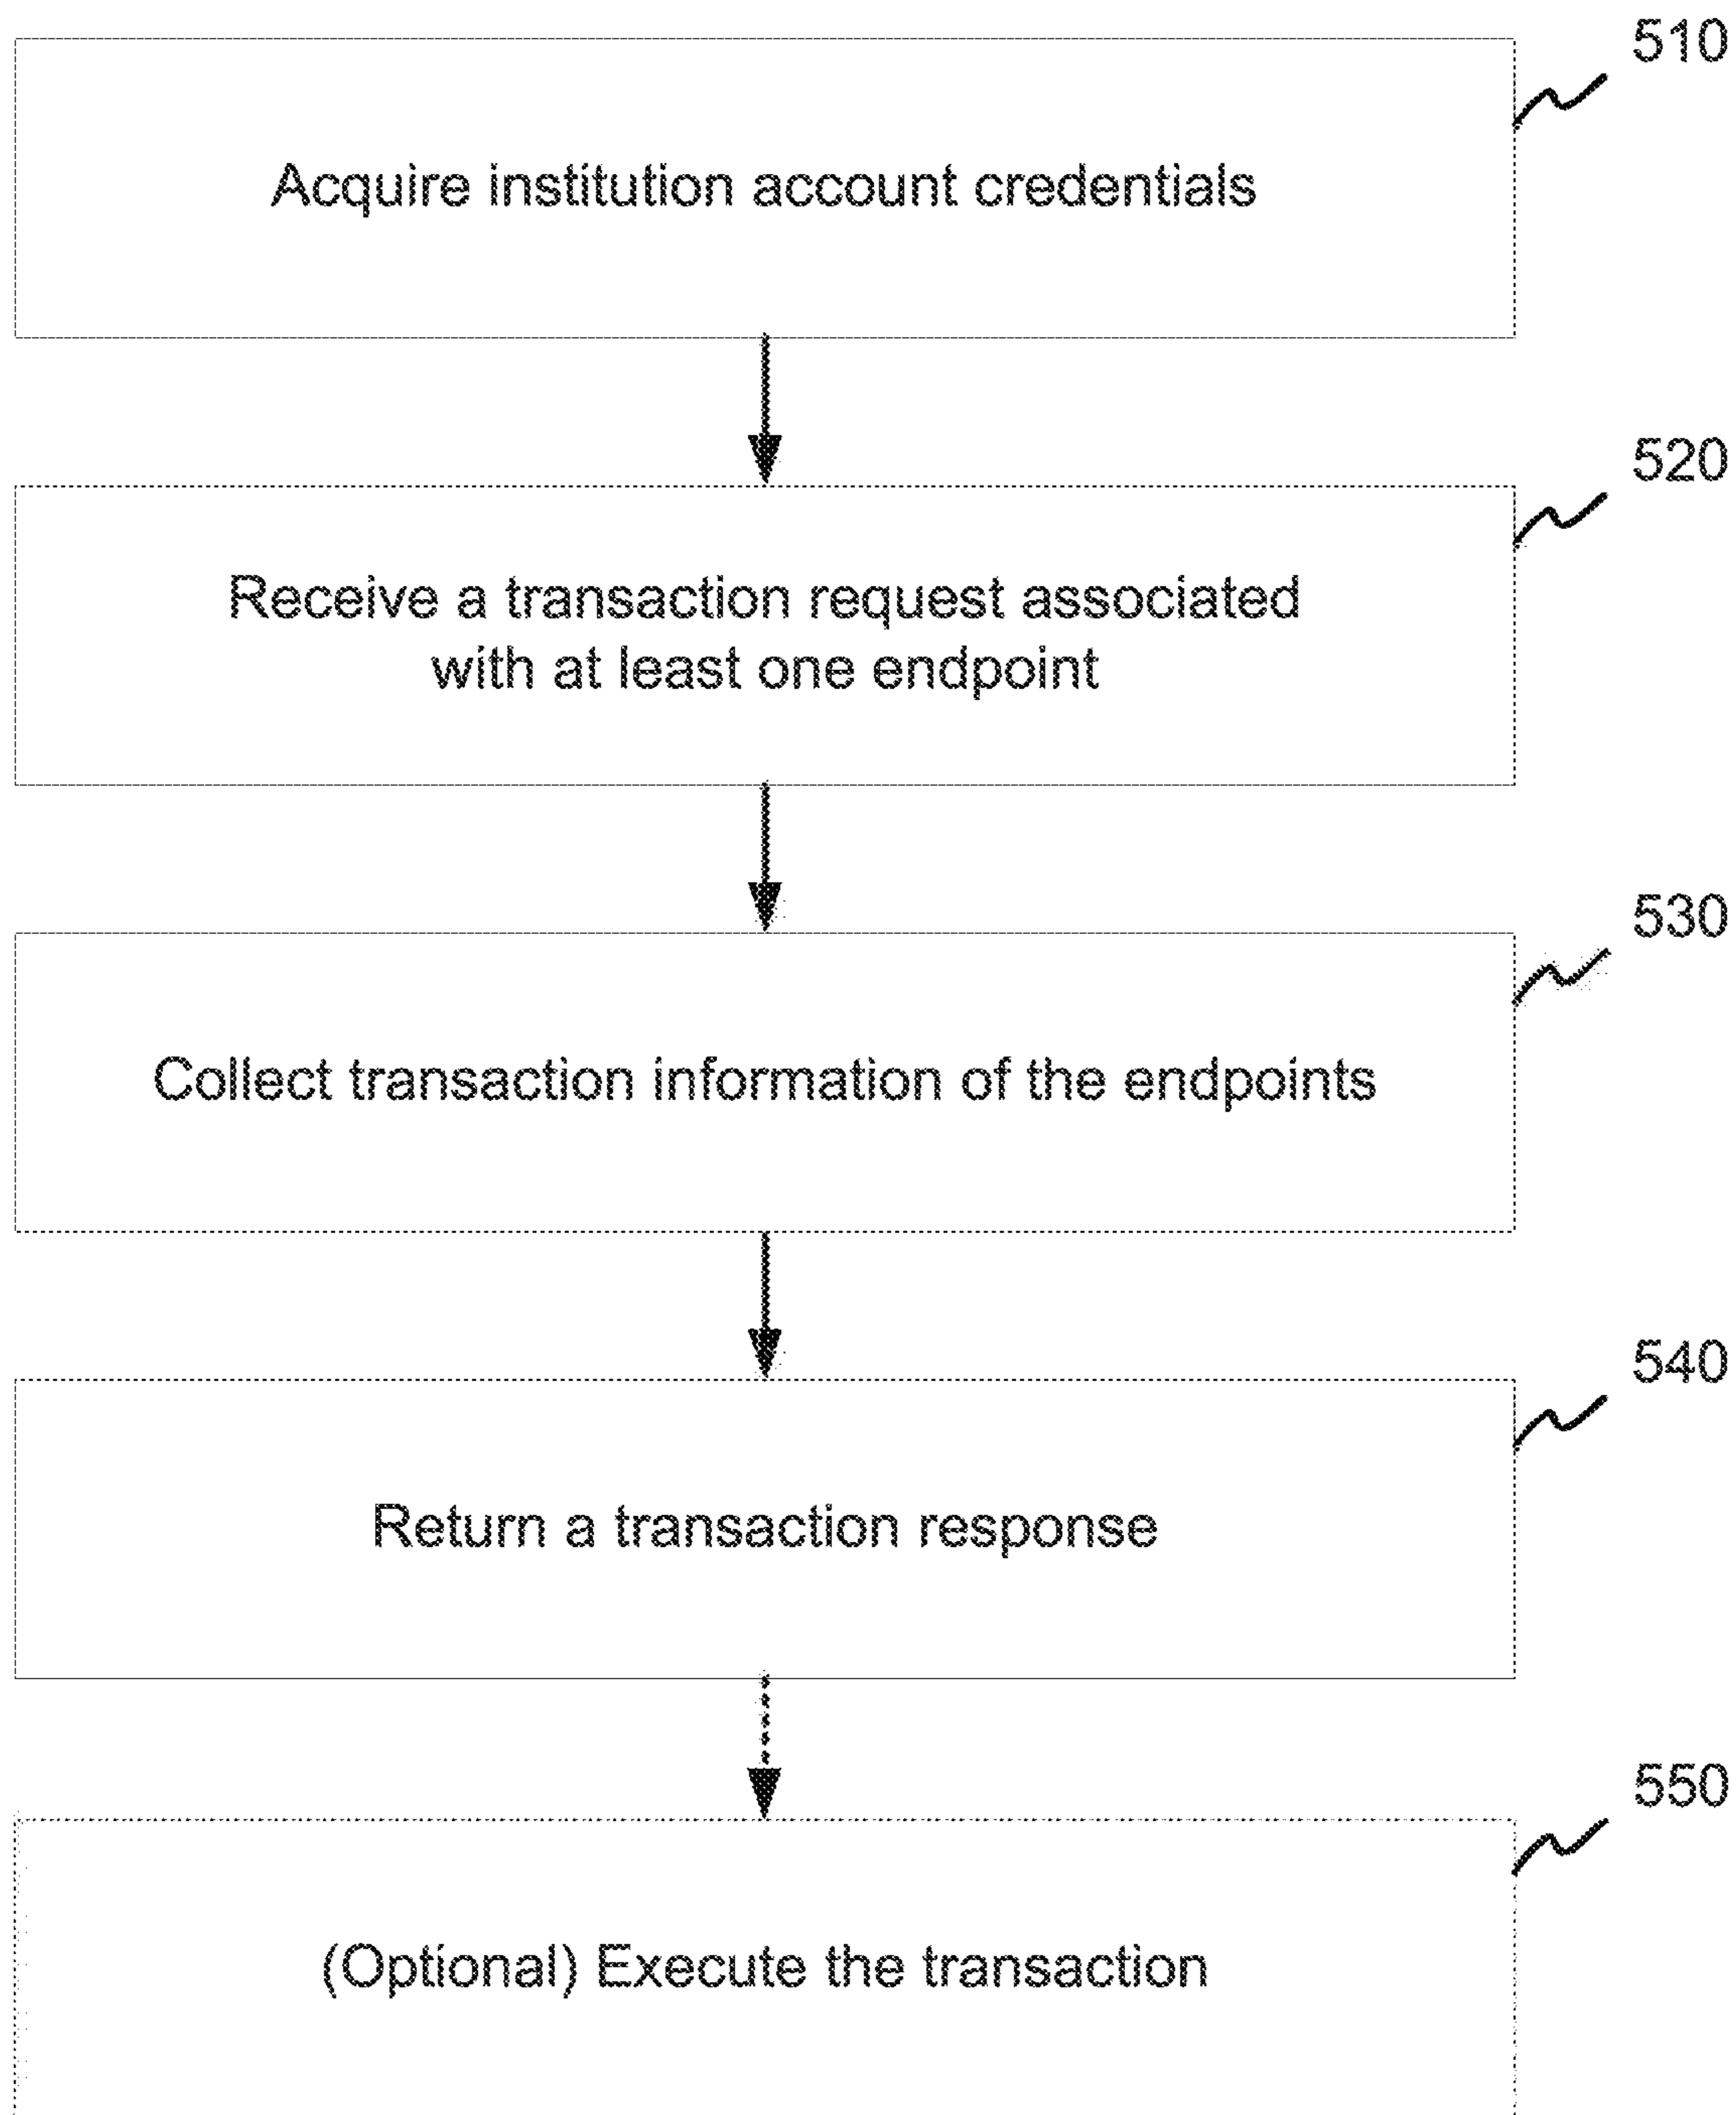 510
Acquire institution account credentials
520
Receive a transaction request associated
with at least one endpoint
530
Collect transaction information of the endpoints
540
Return a transaction response
550
(Optional) Execute the transaction